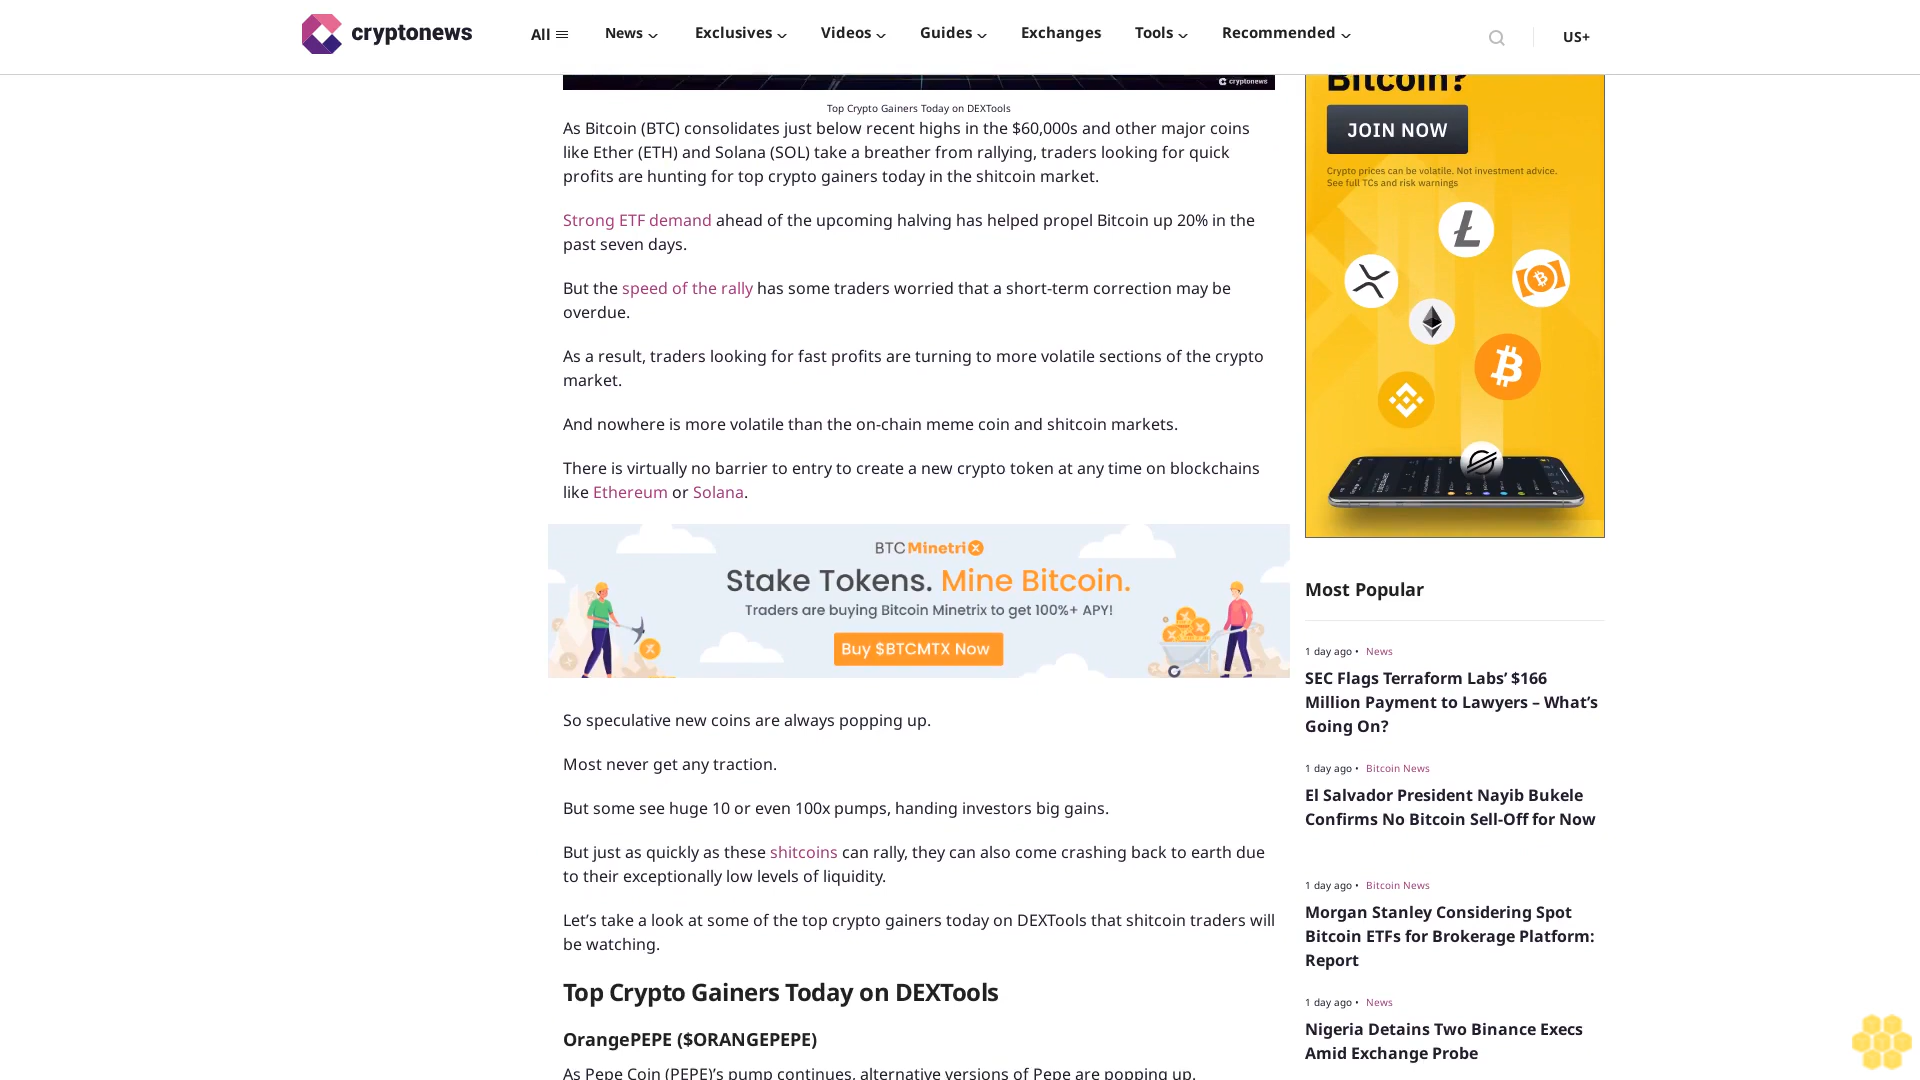 cryptonews
All
News
Exclusives
Videos
Guides
Exchanges
Tools
Recommended
US+
cryptonews
Top Crypto Gainers Today on DEXTools
As Bitcoin (BTC) consolidates just below recent highs in the $60,000s and other major coins
like Ether (ETH) and Solana (SOL) take a breather from rallying, traders looking for quick
profits are hunting for top crypto gainers today in the shitcoin market.
Strong ETF demand ahead of the upcoming halving has helped propel Bitcoin up 20% in the
past seven days.
But the speed of the rally has some traders worried that a short-term correction may be
overdue.
As a result, traders looking for fast profits are turning to more volatile sections of the crypto
market.
And nowhere is more volatile than the on-chain meme coin and shitcoin markets.
There is virtually no barrier to entry to create a new crypto token at any time on blockchains
like Ethereum or Solana.
BTC Minetrix
Stake Tokens. Mine Bitcoin.
Traders are buying Bitcoin Minetrix to get 100%+ APY!
Buy $BTCMTX Now
So speculative new coins are always popping up.
Most never get any traction.
But some see huge 10 or even 100x pumps, handing investors big gains.
But just as quickly as these shitcoins can rally, they can also come crashing back to earth due
to their exceptionally low levels of liquidity.
Let’s take a look at some of the top crypto gainers today on DEXTools that shitcoin traders will
be watching.
Top Crypto Gainers Today on DEXTools
OrangePEPE ($ORANGEPEPE)
As Pepe Coin (PEPE)’s pump continues, alternative versions of Pepe are popping up.
Bitcoin?
JOIN NOW
Crypto prices can be volatile. Not investment advice.
See full TCs and risk warnings
Most Popular
1 day ago • News
SEC Flags Terraform Labs’ $166
Million Payment to Lawyers – What’s
Going On?
1 day ago • Bitcoin News
El Salvador President Nayib Bukele
Confirms No Bitcoin Sell-Off for Now
1 day ago • Bitcoin News
Morgan Stanley Considering Spot
Bitcoin ETFs for Brokerage Platform:
Report
1 day ago • News
Nigeria Detains Two Binance Execs
Amid Exchange Probe